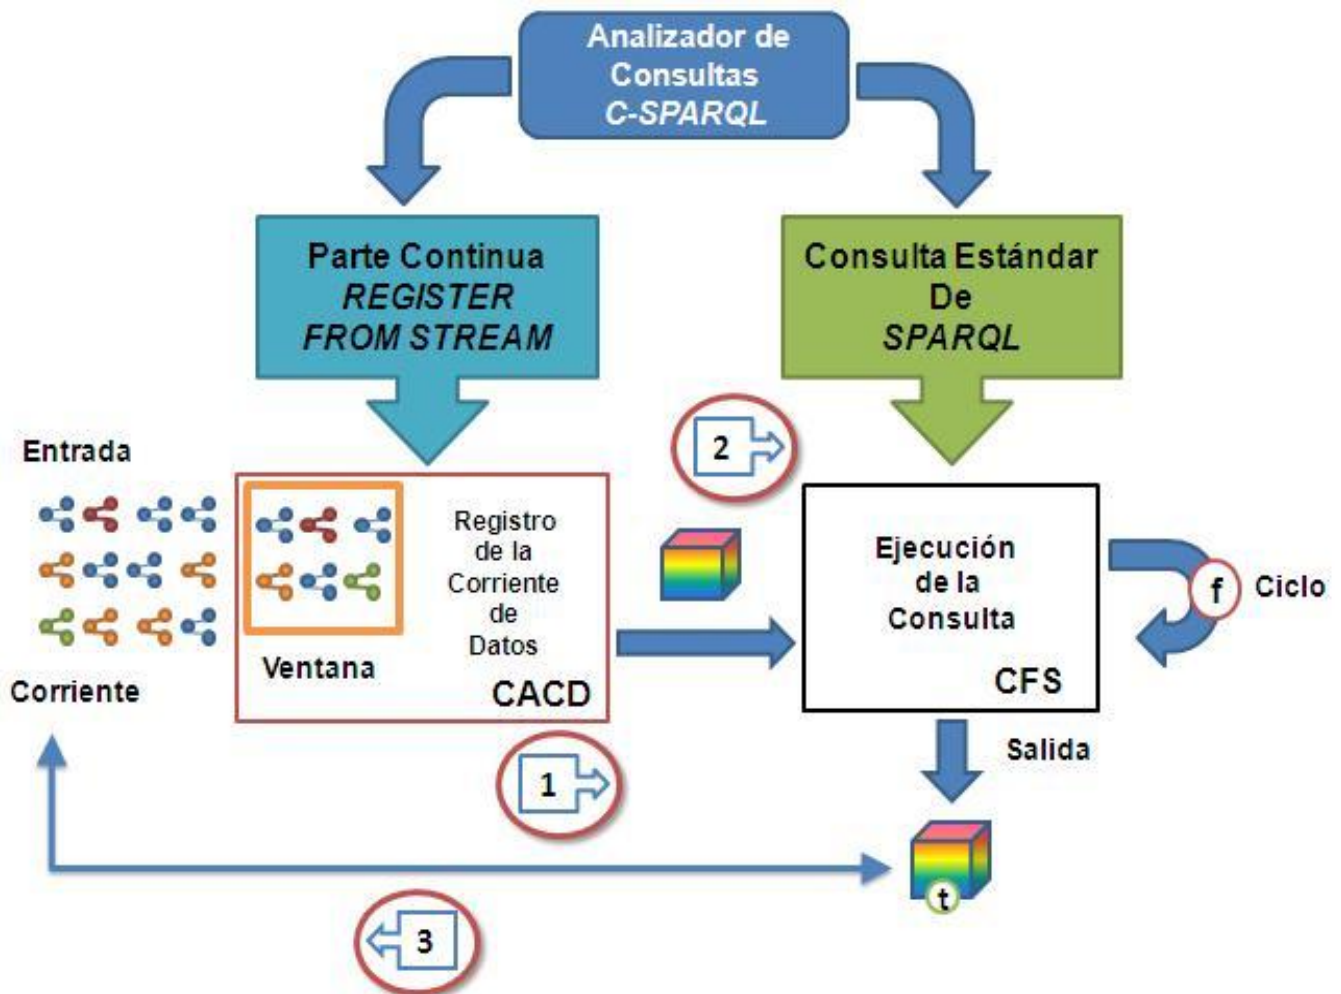 Analizador de
Consultas
C-SPARQL
Parte Continua
REGISTER
FROM STREAM
Consulta Estándar
De
SPARQL
Entrada
2
Registro
de la
Corriente
de
Datos
Ventana
CACD
Corriente
Ejecución
de la
Consulta
CFS
f
Ciclo
1
Salida
t
3